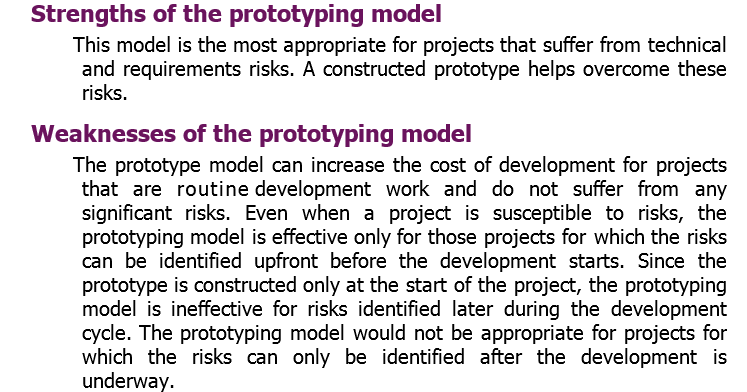 Strengths of the prototyping model
This model is the most appropriate for projects that suffer from technical
and requirements risks. A constructed prototype helps overcome these
risks.
Weaknesses of the prototyping model
The prototype model can increase the cost of development for projects
that are routine development work and do not suffer from any
significant risks. Even when a project is susceptible to risks, the
prototyping model is effective only for those projects for which the risks
can be identified upfront before the development starts. Since the
prototype is constructed only at the start of the project, the prototyping
model is ineffective for risks identified later during the development
cycle. The prototyping model would not be appropriate for projects for
which the risks can only be identified after the development is
underway.